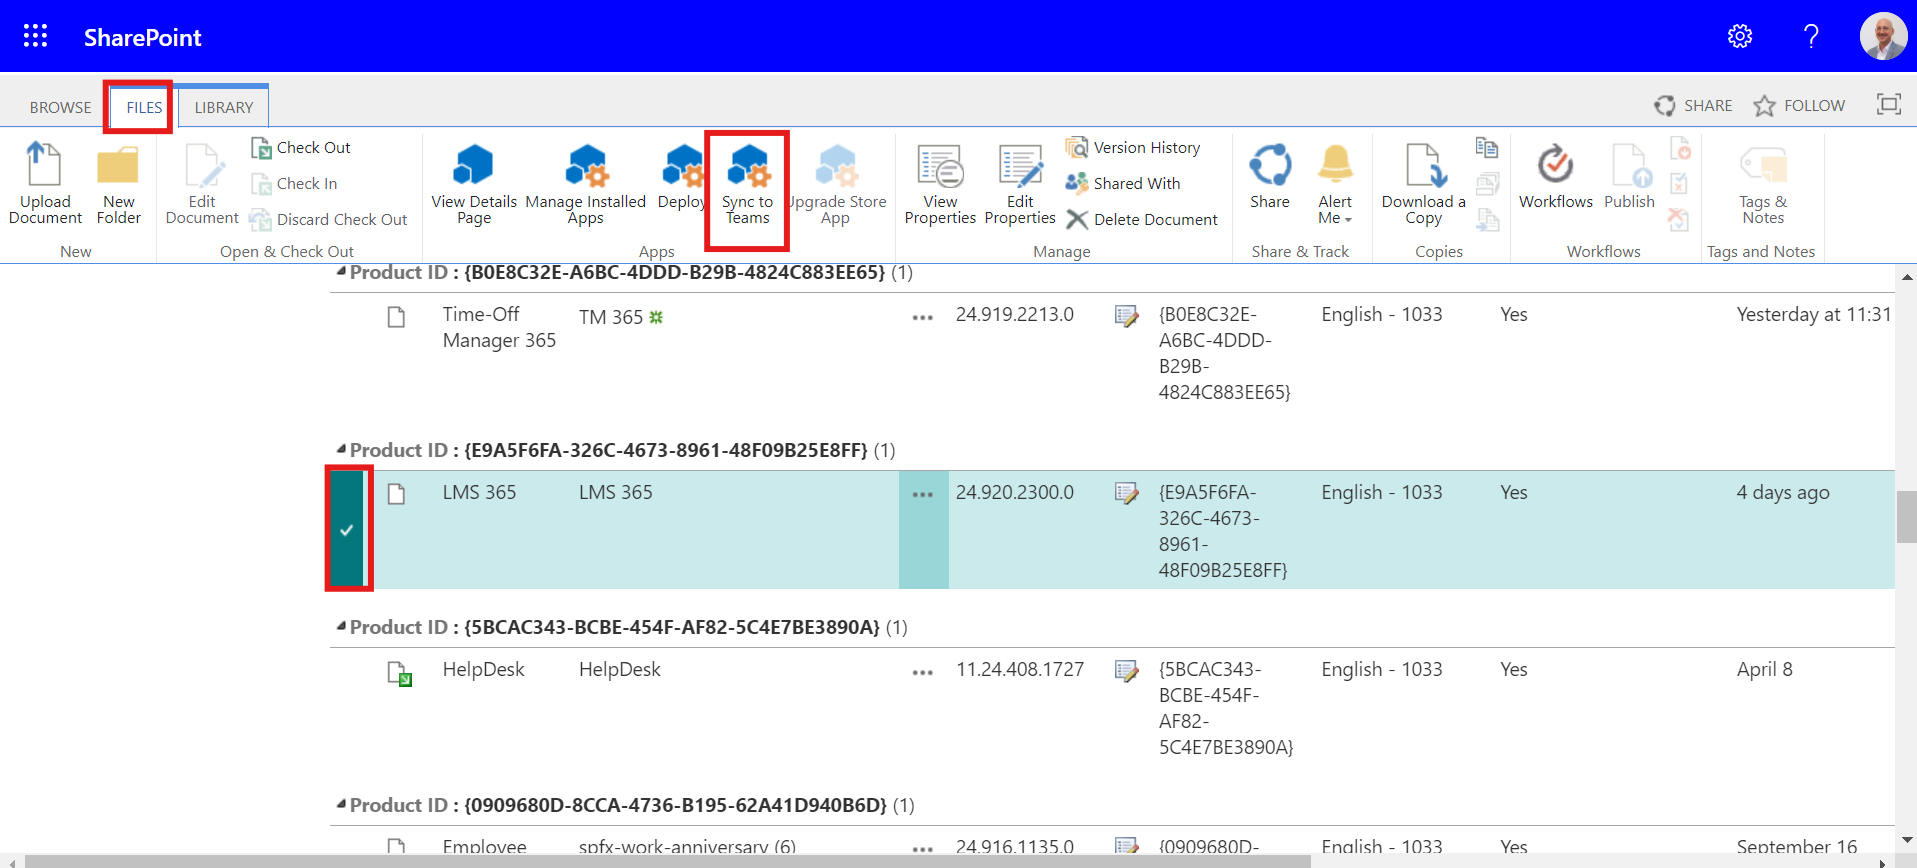 SharePoint
?
BROWSE FILES LIBRARY SHARE FOLLOW
Upload Document
New Folder
New
Edit Document
Check Out
Check In
Discard Check Out
Open & Check Out
View Details Page
Manage Installed Apps
Deploy
Sync to Teams
Upgrade Store App
Apps
View Properties
Edit Properties
Version History
Shared With
Delete Document
Manage
Share
Alert Me
Share & Track
Download a Copy
Copies
Workflows
Publish
Workflows
Tags & Notes
Tags and Notes
Product ID : {B0E8C32E-A6BC-4DDD-B29B-4824C883EE65} (1)
Time-Off Manager 365 TM 365 ... 24.919.2213.0 {B0E8C32E-A6BC-4DDD-B29B-4824C883EE65} English - 1033 Yes Yesterday at 11:31
Product ID : {E9A5F6FA-326C-4673-8961-48F09B25E8FF} (1)
LMS 365 LMS 365 ... 24.920.2300.0 {E9A5F6FA-326C-4673-8961-48F09B25E8FF} English - 1033 Yes 4 days ago
Product ID : {5BCAC343-BCBE-454F-AF82-5C4E7BE3890A} (1)
HelpDesk HelpDesk ... 11.24.408.1727 {5BCAC343-BCBE-454F-AF82-5C4E7BE3890A} English - 1033 Yes April 8
Product ID : {0909680D-8CCA-4736-B195-62A41D940B6D} (1)
Employee spfx-work-anniversary (6) ... 24.916.1135.0 {0909680D- English - 1033 Yes September 16